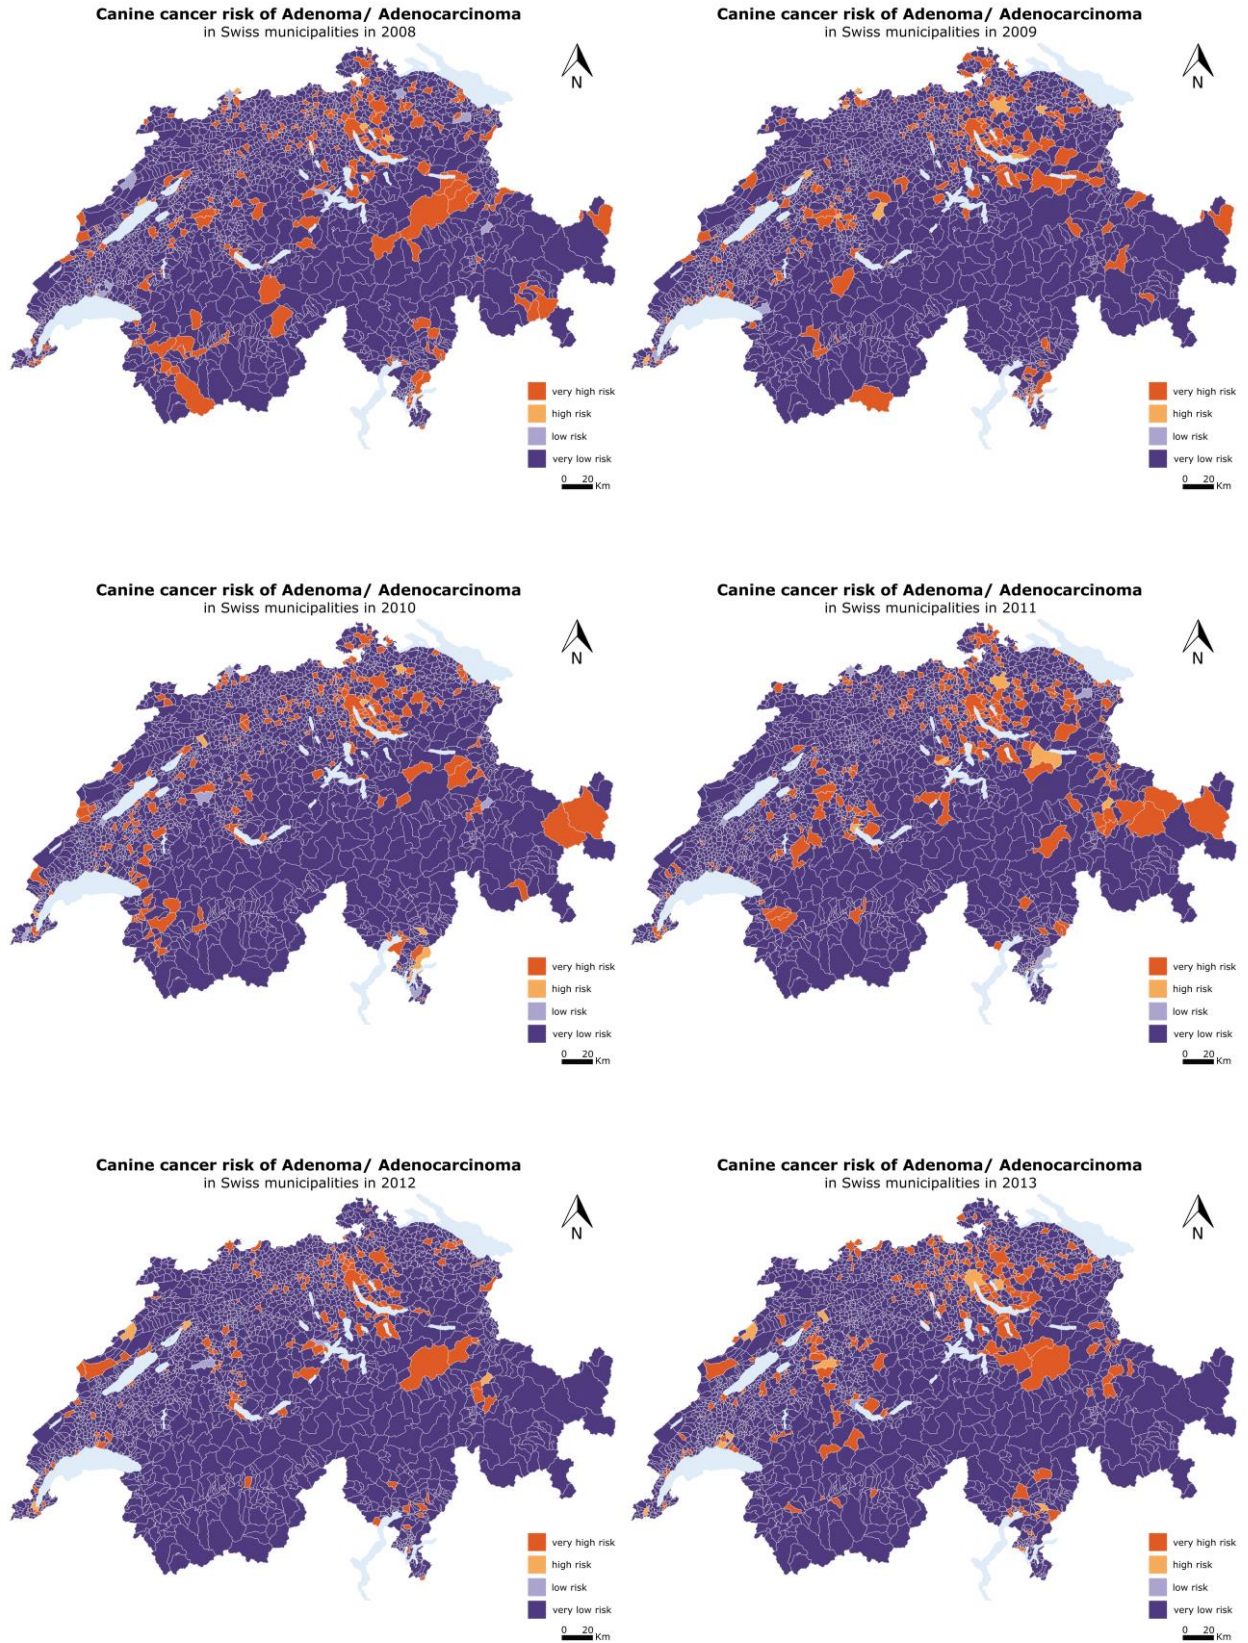 Canine cancer risk of Adenoma/ Adenocarcinoma
in Swiss municipalities in 2008
N
very high risk
high risk
low risk
very low risk
0 20
Km
Canine cancer risk of Adenoma/ Adenocarcinoma
in Swiss municipalities in 2009
N
very high risk
high risk
low risk
very low risk
0 20
Km
Canine cancer risk of Adenoma/ Adenocarcinoma
in Swiss municipalities in 2010
N
very high risk
high risk
low risk
very low risk
0 20
Km
Canine cancer risk of Adenoma/ Adenocarcinoma
in Swiss municipalities in 2011
N
very high risk
high risk
low risk
very low risk
0 20
Km
Canine cancer risk of Adenoma/ Adenocarcinoma
in Swiss municipalities in 2012
N
very high risk
high risk
low risk
very low risk
0 20
Km
Canine cancer risk of Adenoma/ Adenocarcinoma
in Swiss municipalities in 2013
N
very high risk
high risk
low risk
very low risk
0 20
Km